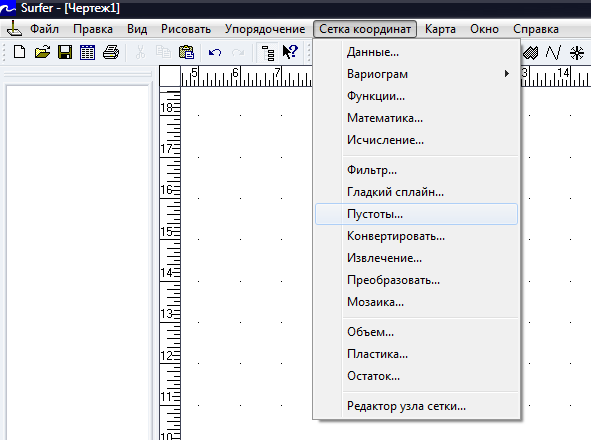 Surfer - [Чертеж1]
Файл Правка Вид Рисовать Упорядочение Сетка координат Карта Окно Справка
Данные...
Вариограм
Функции...
Математика...
Исчисление...
Фильтр...
Гладкий сплайн...
Пустоты...
Конвертировать...
Извлечение...
Преобразовать...
Мозаика...
Объем...
Пластика...
Остаток...
Редактор узла сетки...
5 6 7 13 14
18
17
16
15
14
13
12
11
10